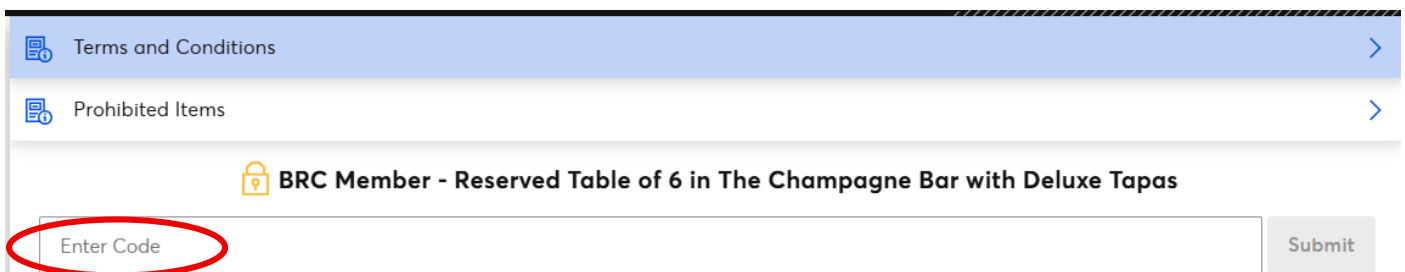 Terms and Conditions
Prohibited Items
BRC Member - Reserved Table of 6 in The Champagne Bar with Deluxe Tapas
Enter Code
Submit